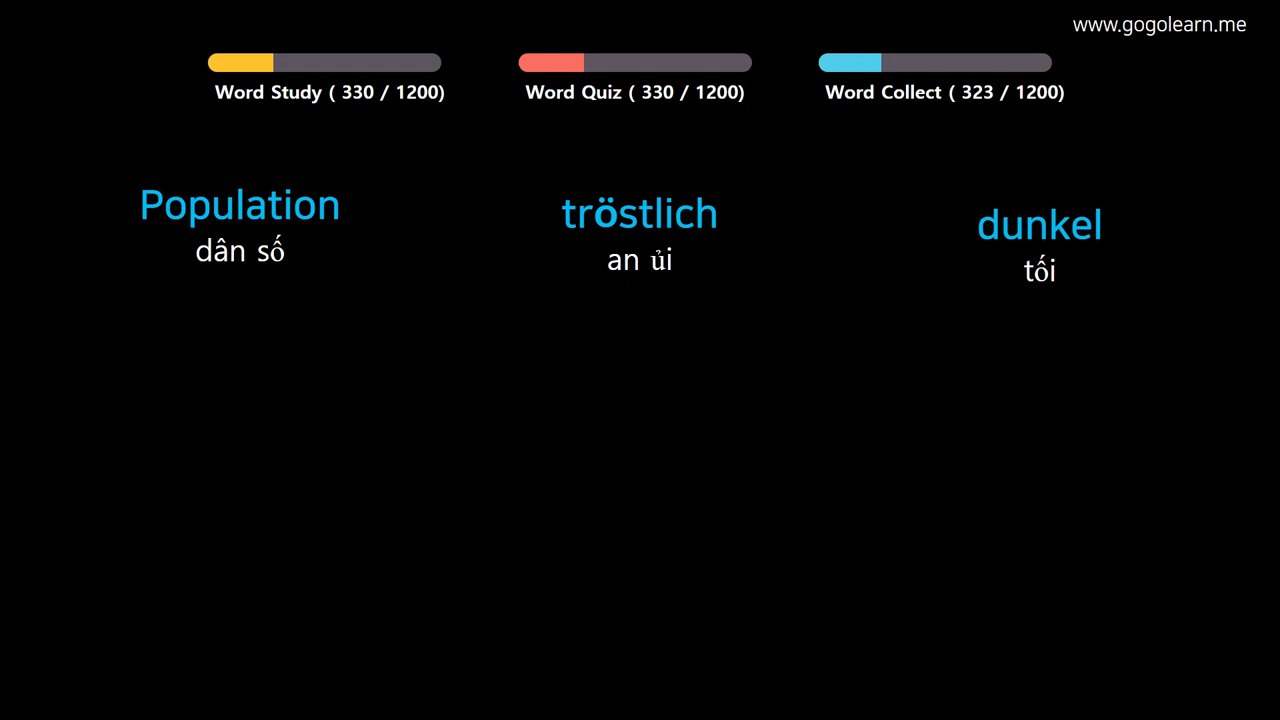 www.gogolearn.me
Word Study ( 330 / 1200)
Word Quiz ( 330 / 1200)
Word Collect ( 323 / 1200)
Population
dân số
tröstlich
an ủi
dunkel
tối